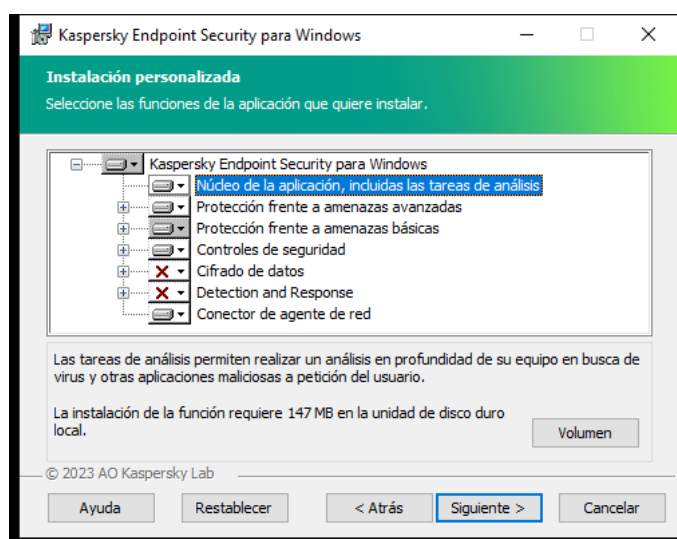 Kaspersky Endpoint Security para Windows
Instalación personalizada
Seleccione las funciones de la aplicación que quiere instalar.
Kaspersky Endpoint Security para Windows
Núcleo de la aplicación, incluidas las tareas de análisis
Protección frente a amenazas avanzadas
Protección frente a amenazas básicas
Controles de seguridad
Cifrado de datos
Detection and Response
Conector de agente de red
Las tareas de análisis permiten realizar un análisis en profundidad de su equipo en busca de
virus y otras aplicaciones maliciosas a petición del usuario.
La instalación de la función requiere 147 MB en la unidad de disco duro
local.
Volumen
© 2023 AO Kaspersky Lab
Ayuda
Restablecer
< Atrás
Siguiente >
Cancelar